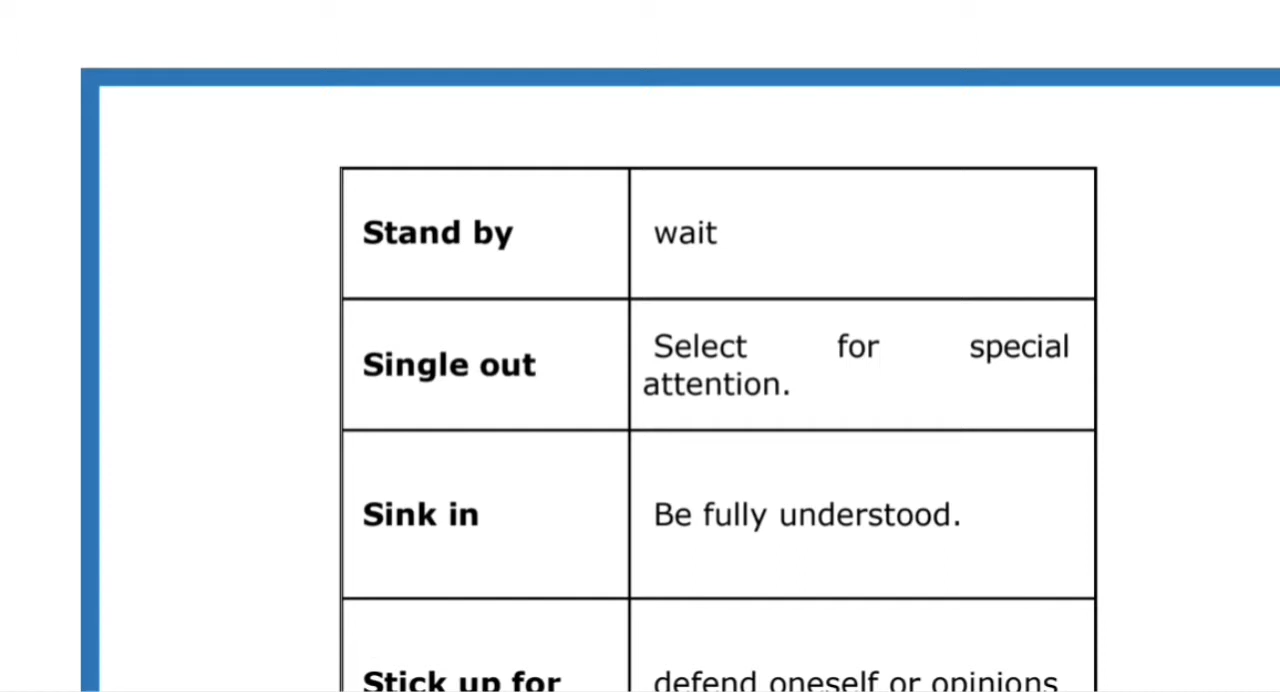 Stand by
wait
Single out
Select for special
attention.
Sink in
Be fully understood.
Stick up for
defend oneself or opinions